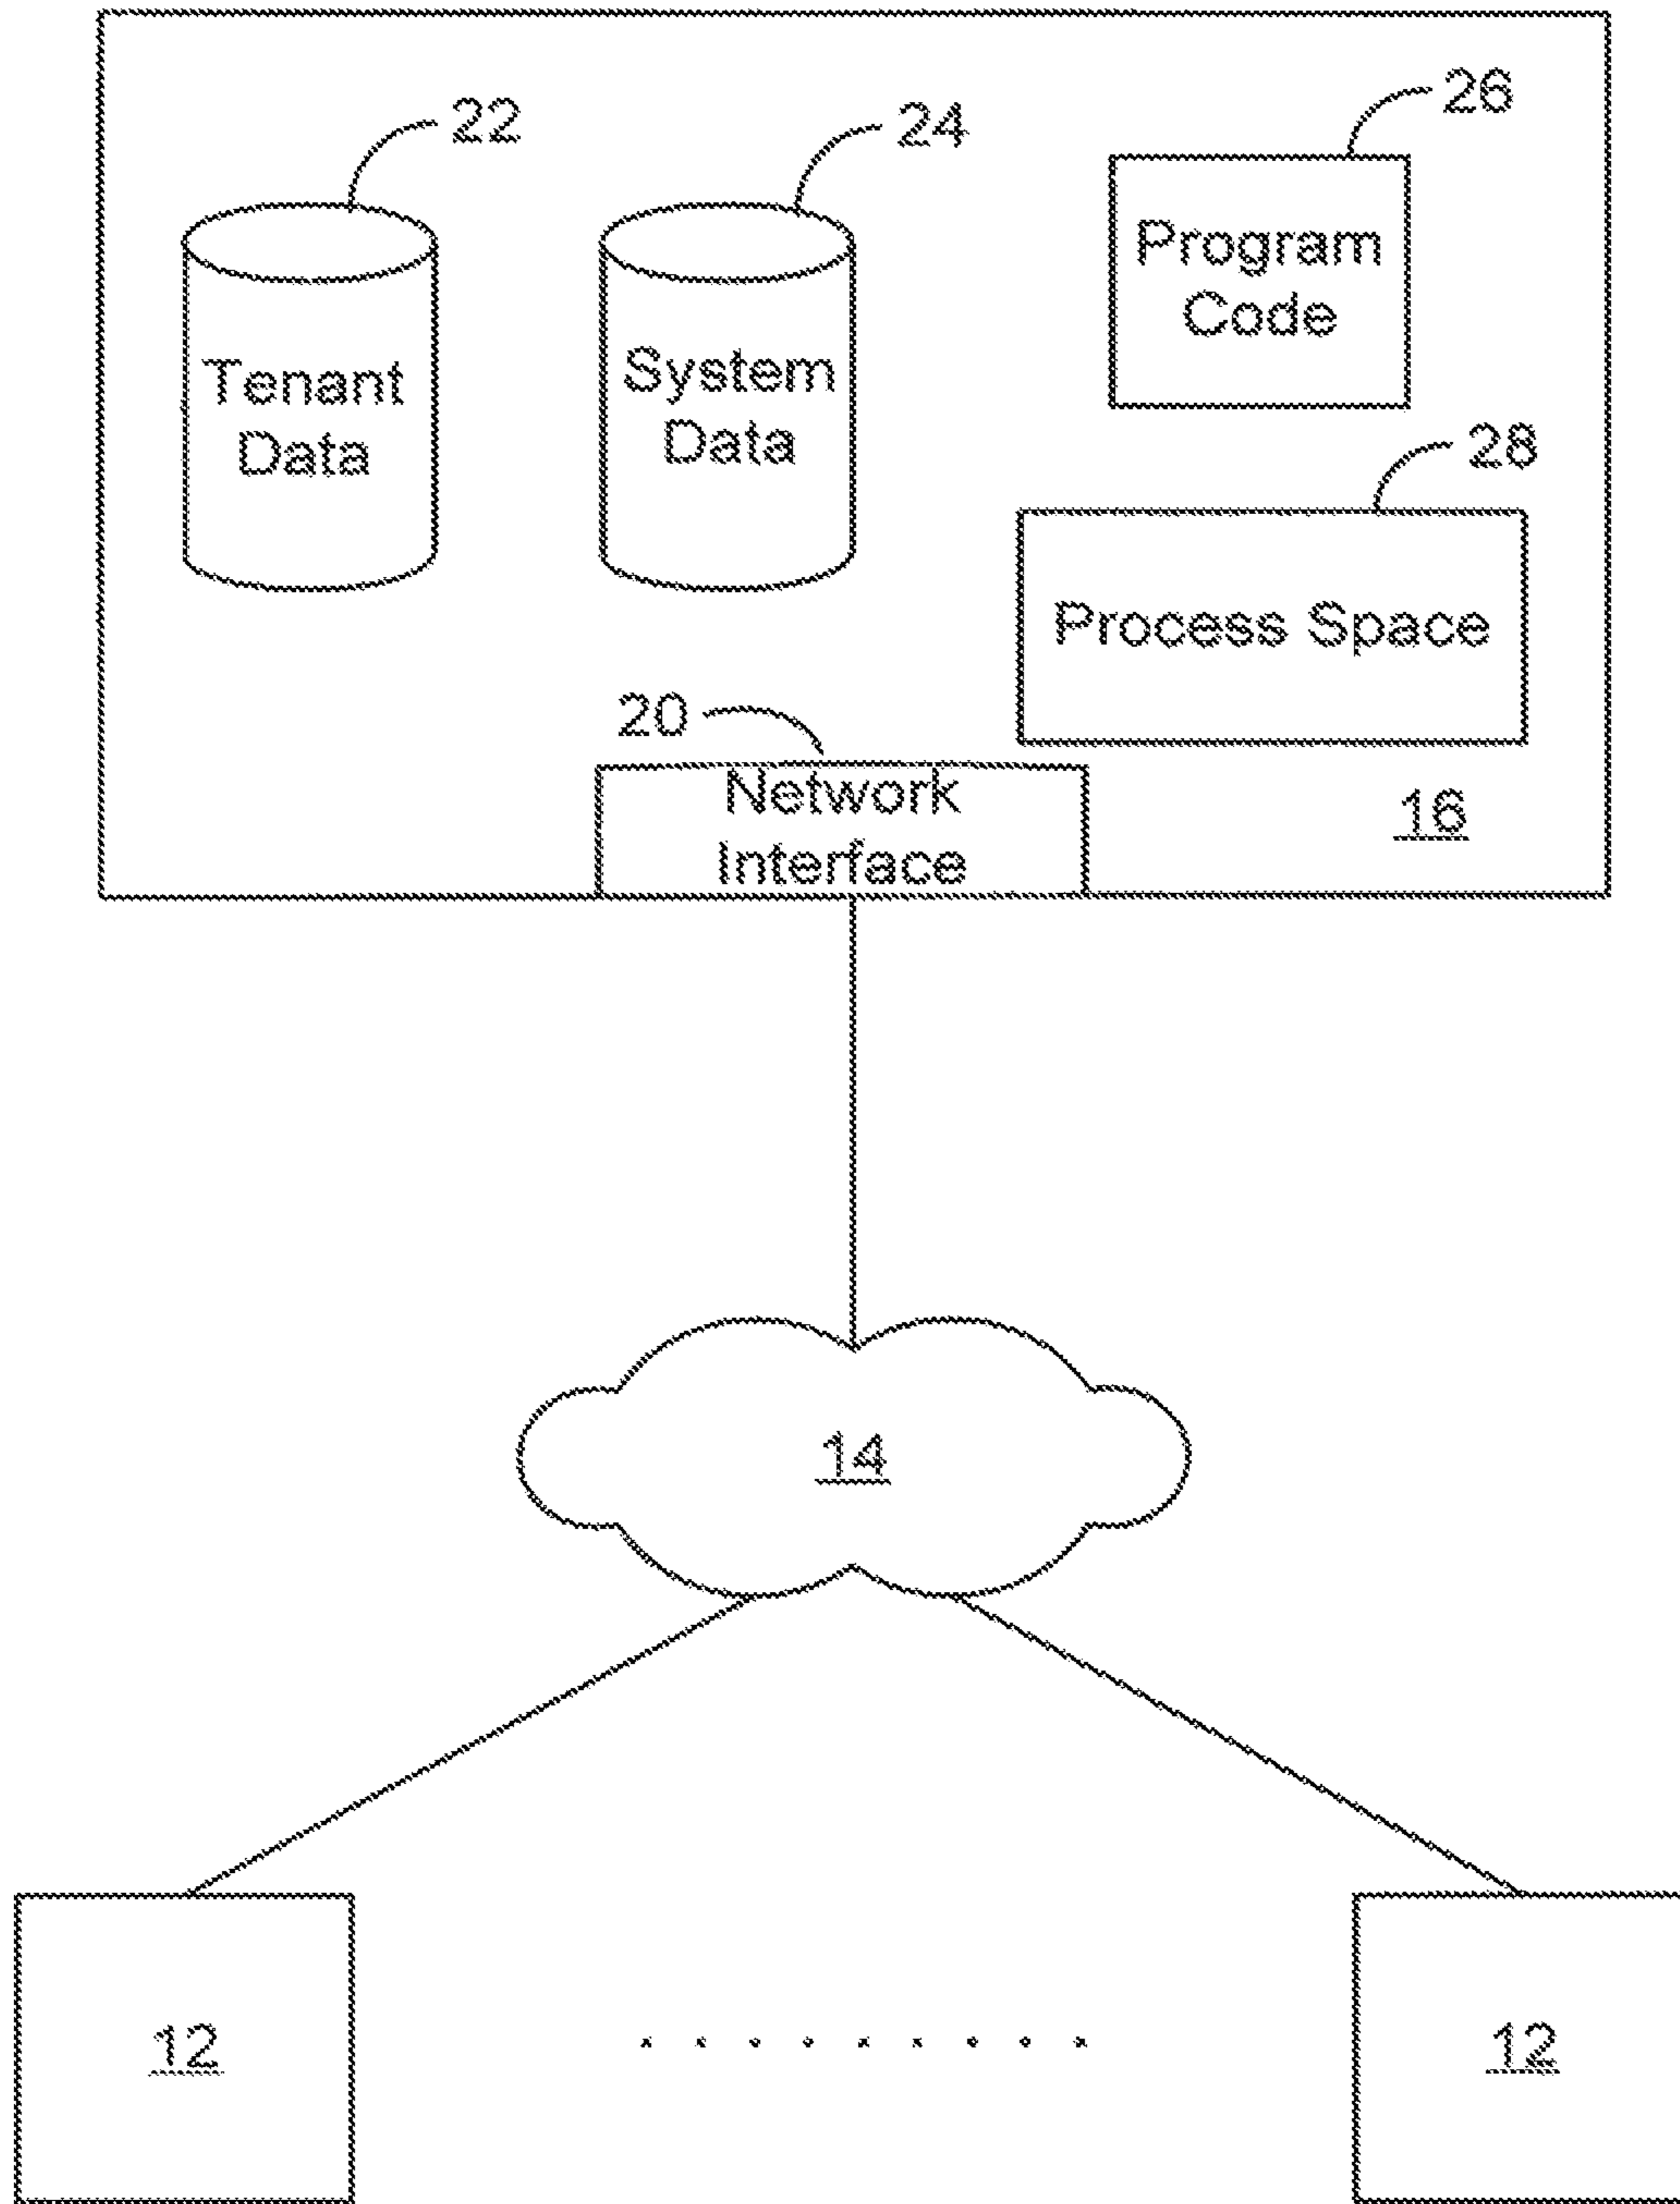 22
24
26
Program
Code
Tenant
Data
System
Data
28
Process Space
20
Network
Interface
16
14
12
12